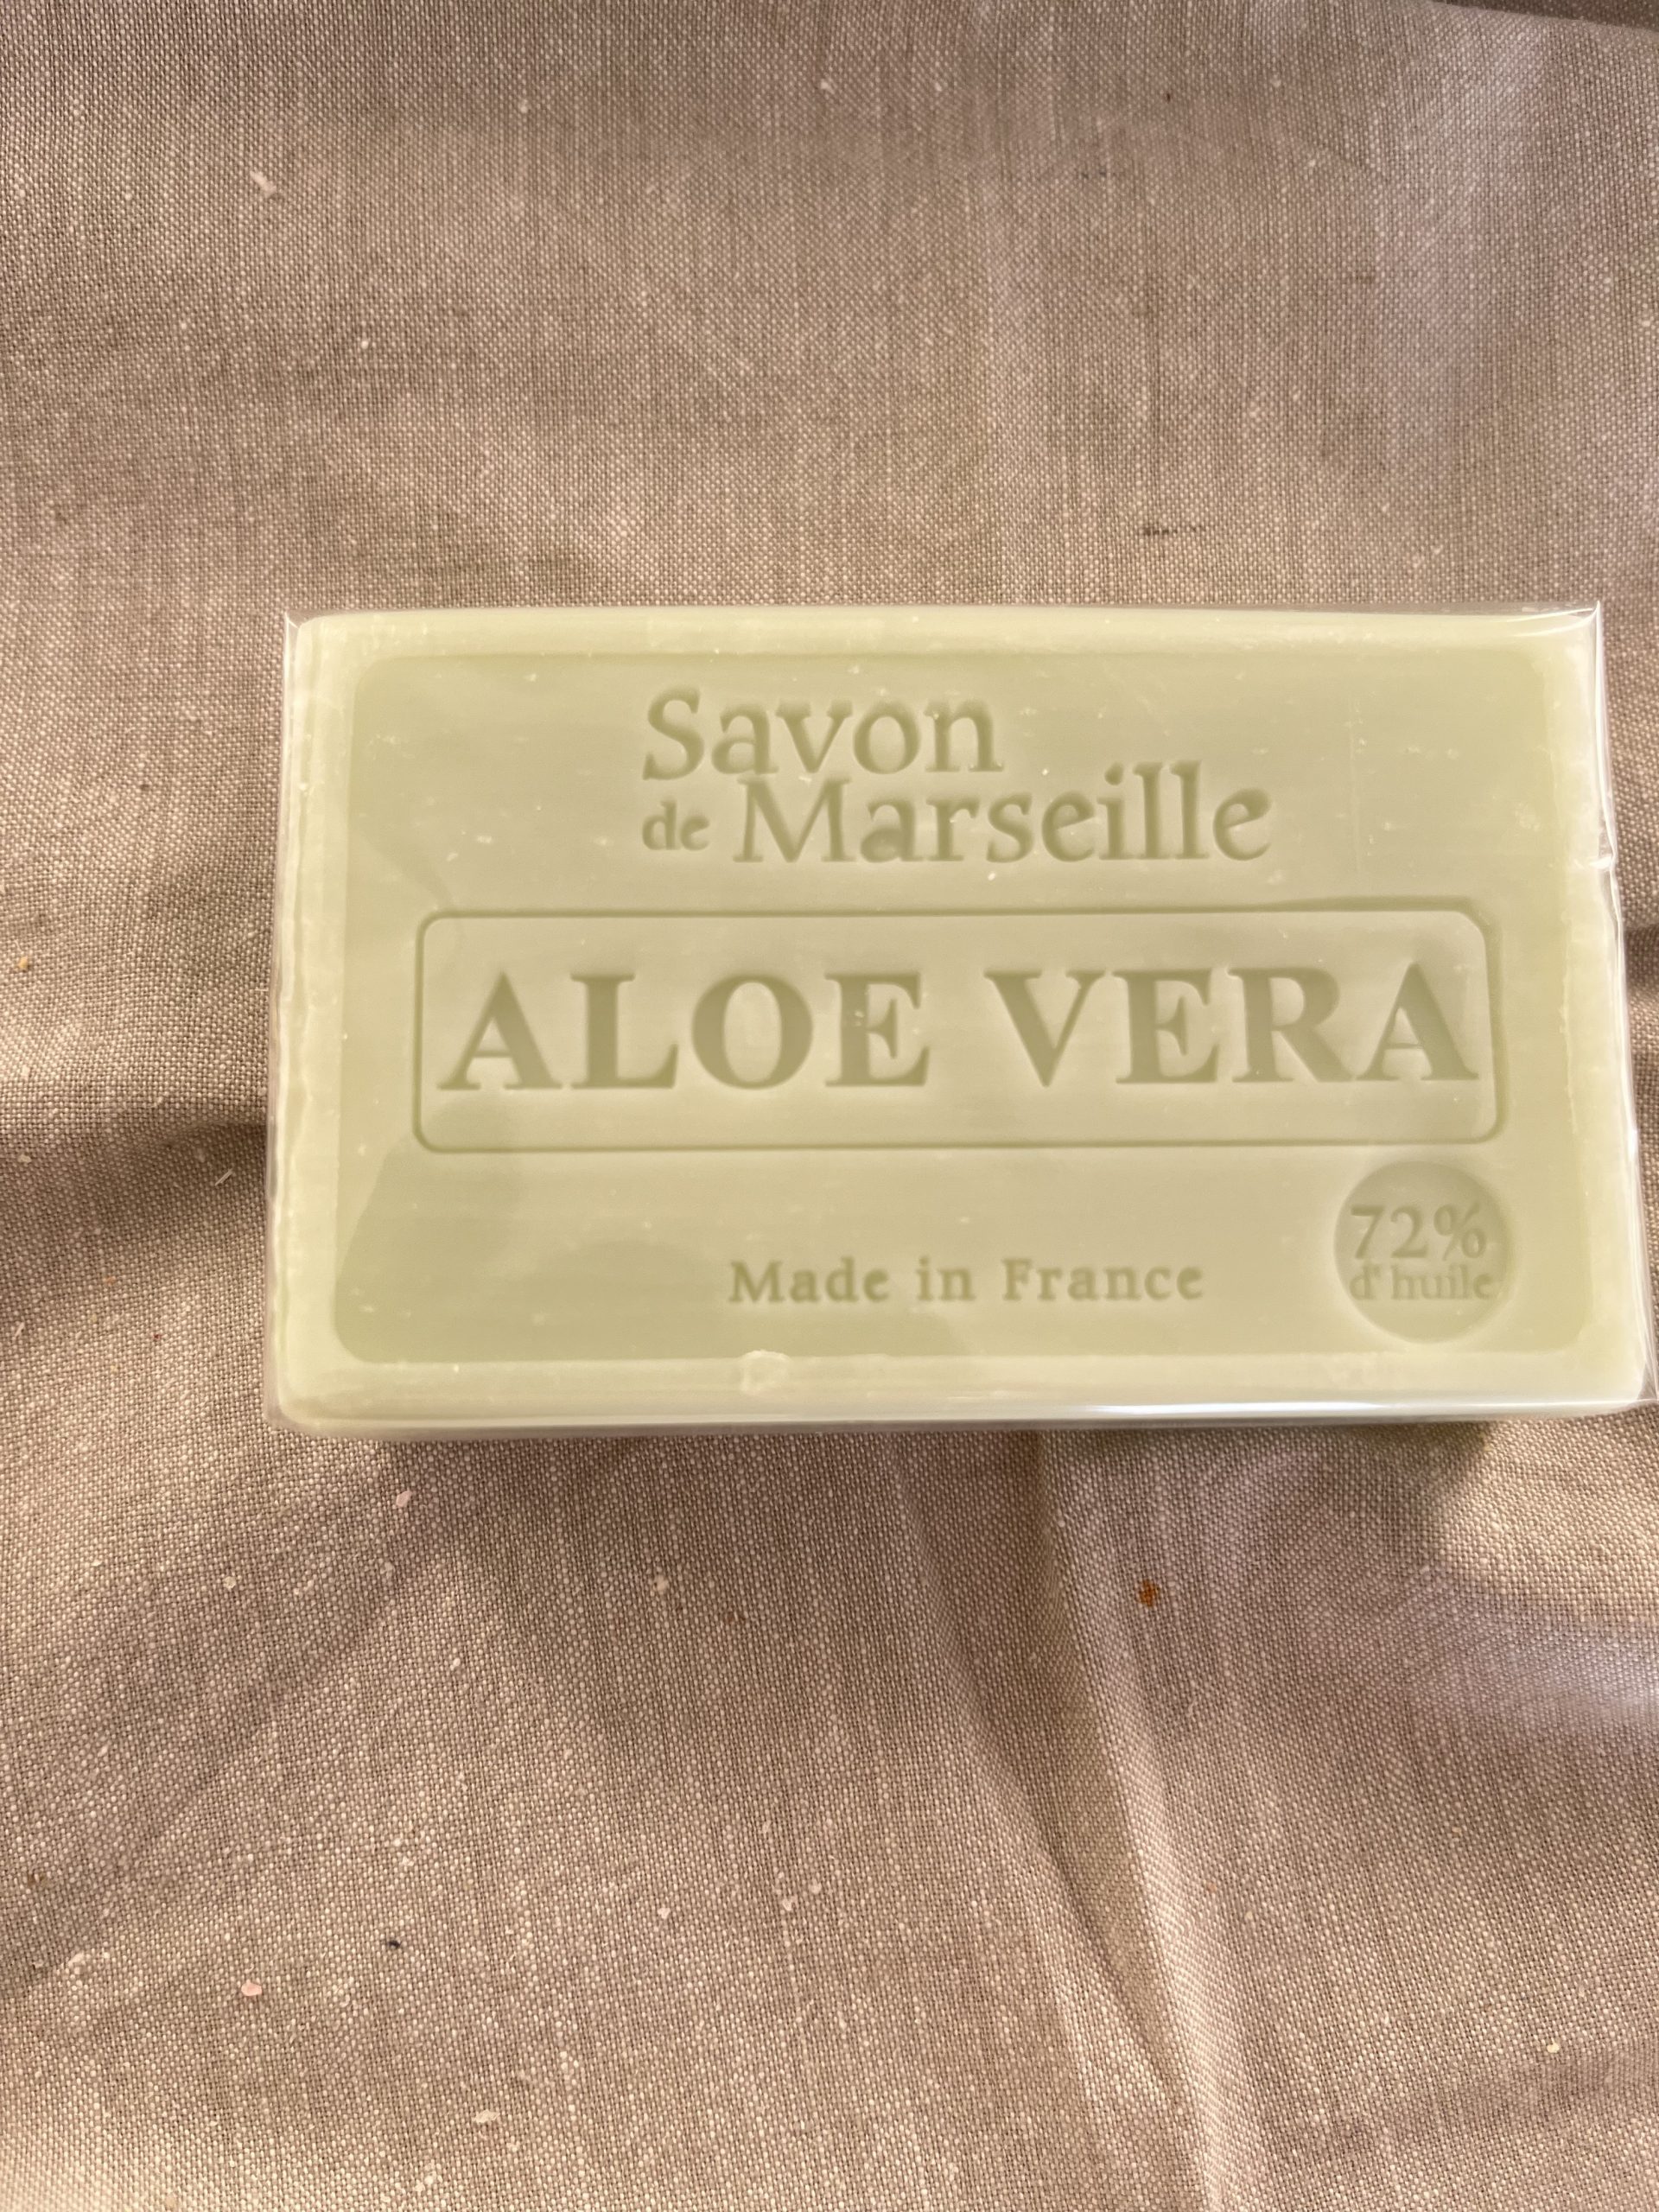 Savon
de Marseille
ALOE VERA
Made in France
72%
d'huile